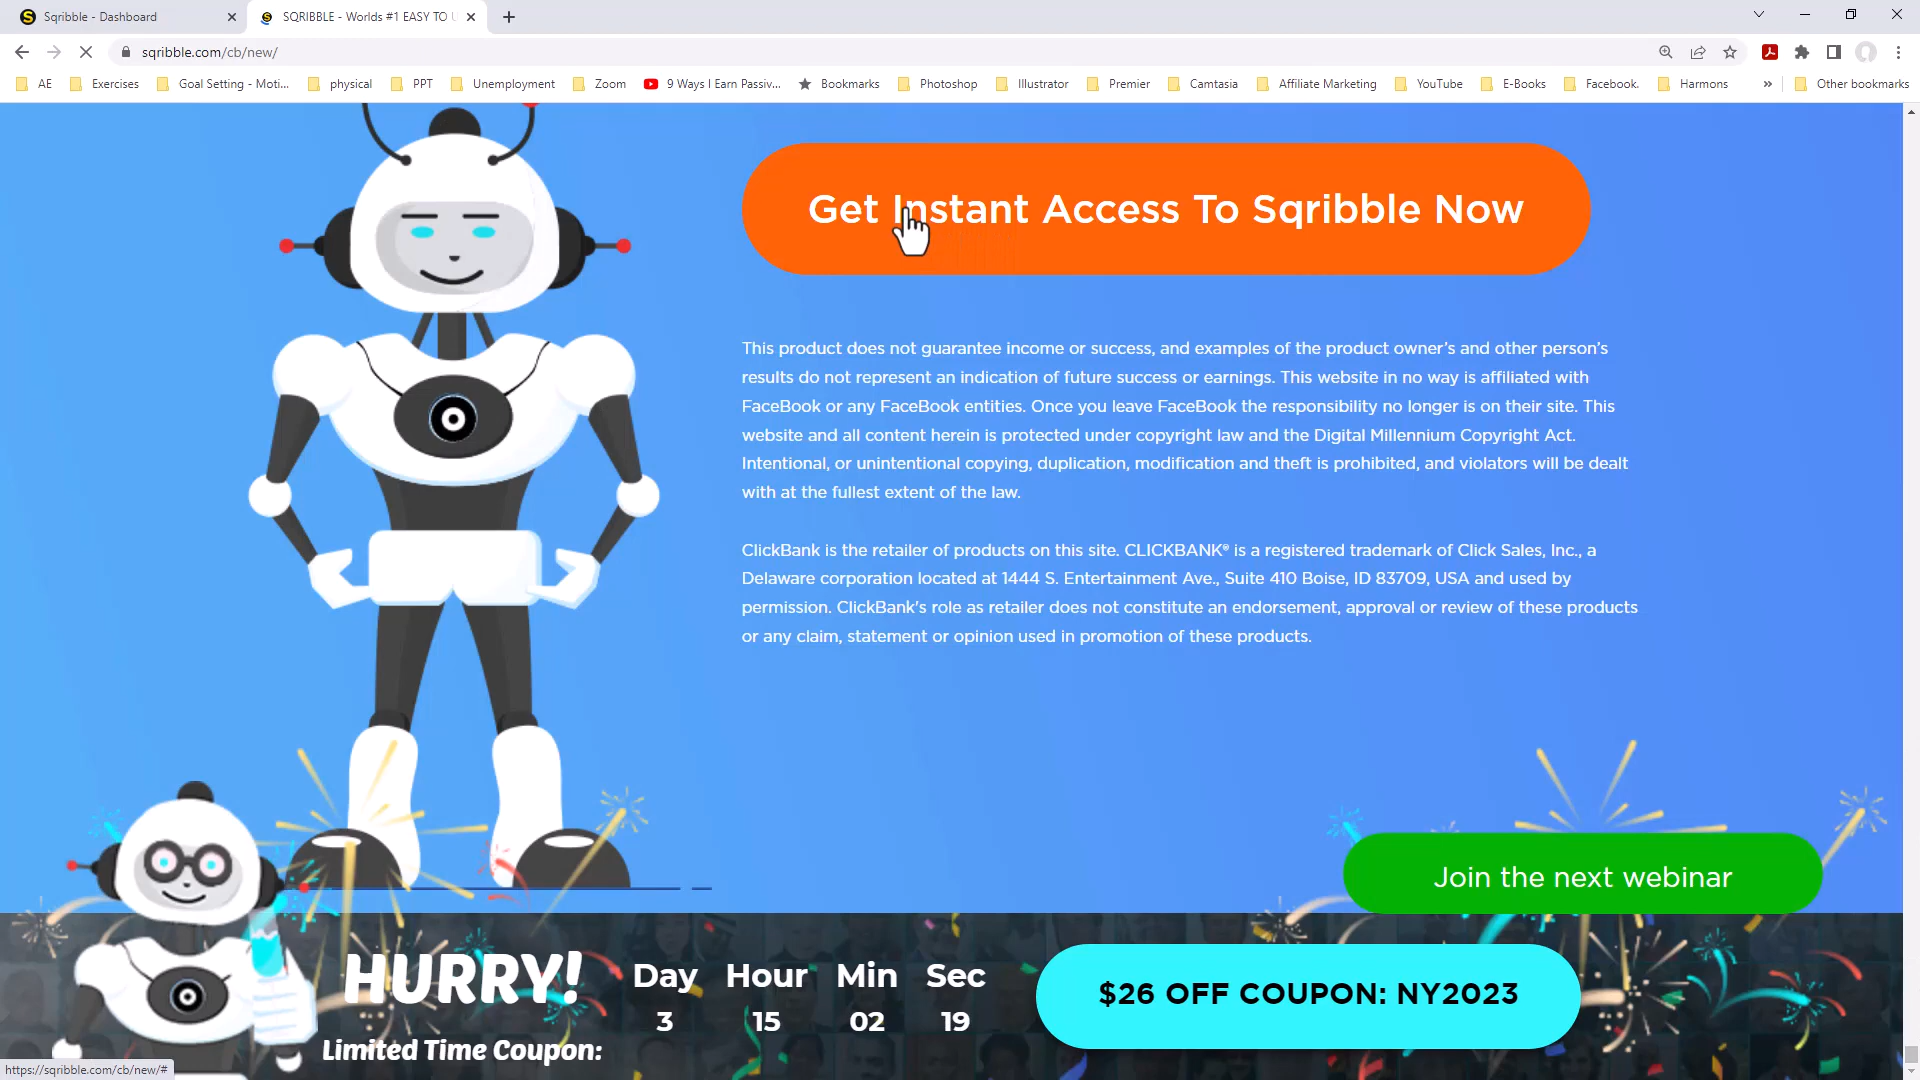 Sqribble - Dashboard
SQRIBBLE - Worlds #1 EASY TO U
sqribble.com/cb/new/
AE
Exercises
Goal Setting - Moti...
physical
PPT
Unemployment
Zoom
9 Ways I Earn Passiv...
Bookmarks
Photoshop
Illustrator
Premier
Camtasia
Affiliate Marketing
YouTube
E-Books
Facebook.
Harmons
»
Other bookmarks
Get Instant Access To Sqribble Now
This product does not guarantee income or success, and examples of the product owner's and other person's
results do not represent an indication of future success or earnings. This website in no way is affiliated with
FaceBook or any FaceBook entities. Once you leave FaceBook the responsibility no longer is on their site. This
website and all content herein is protected under copyright law and the Digital Millennium Copyright Act.
Intentional, or unintentional copying, duplication, modification and theft is prohibited, and violators will be dealt
with at the fullest extent of the law.
ClickBank is the retailer of products on this site. CLICKBANK® is a registered trademark of Click Sales, Inc., a
Delaware corporation located at 1444 S. Entertainment Ave., Suite 410 Boise, ID 83709, USA and used by
permission. ClickBank's role as retailer does not constitute an endorsement, approval or review of these products
or any claim, statement or opinion used in promotion of these products.
Join the next webinar
HURRY!
Limited Time Coupon:
Day Hour Min Sec
3 15 02 19
$26 OFF COUPON: NY2023
https://sqribble.com/cb/new/#